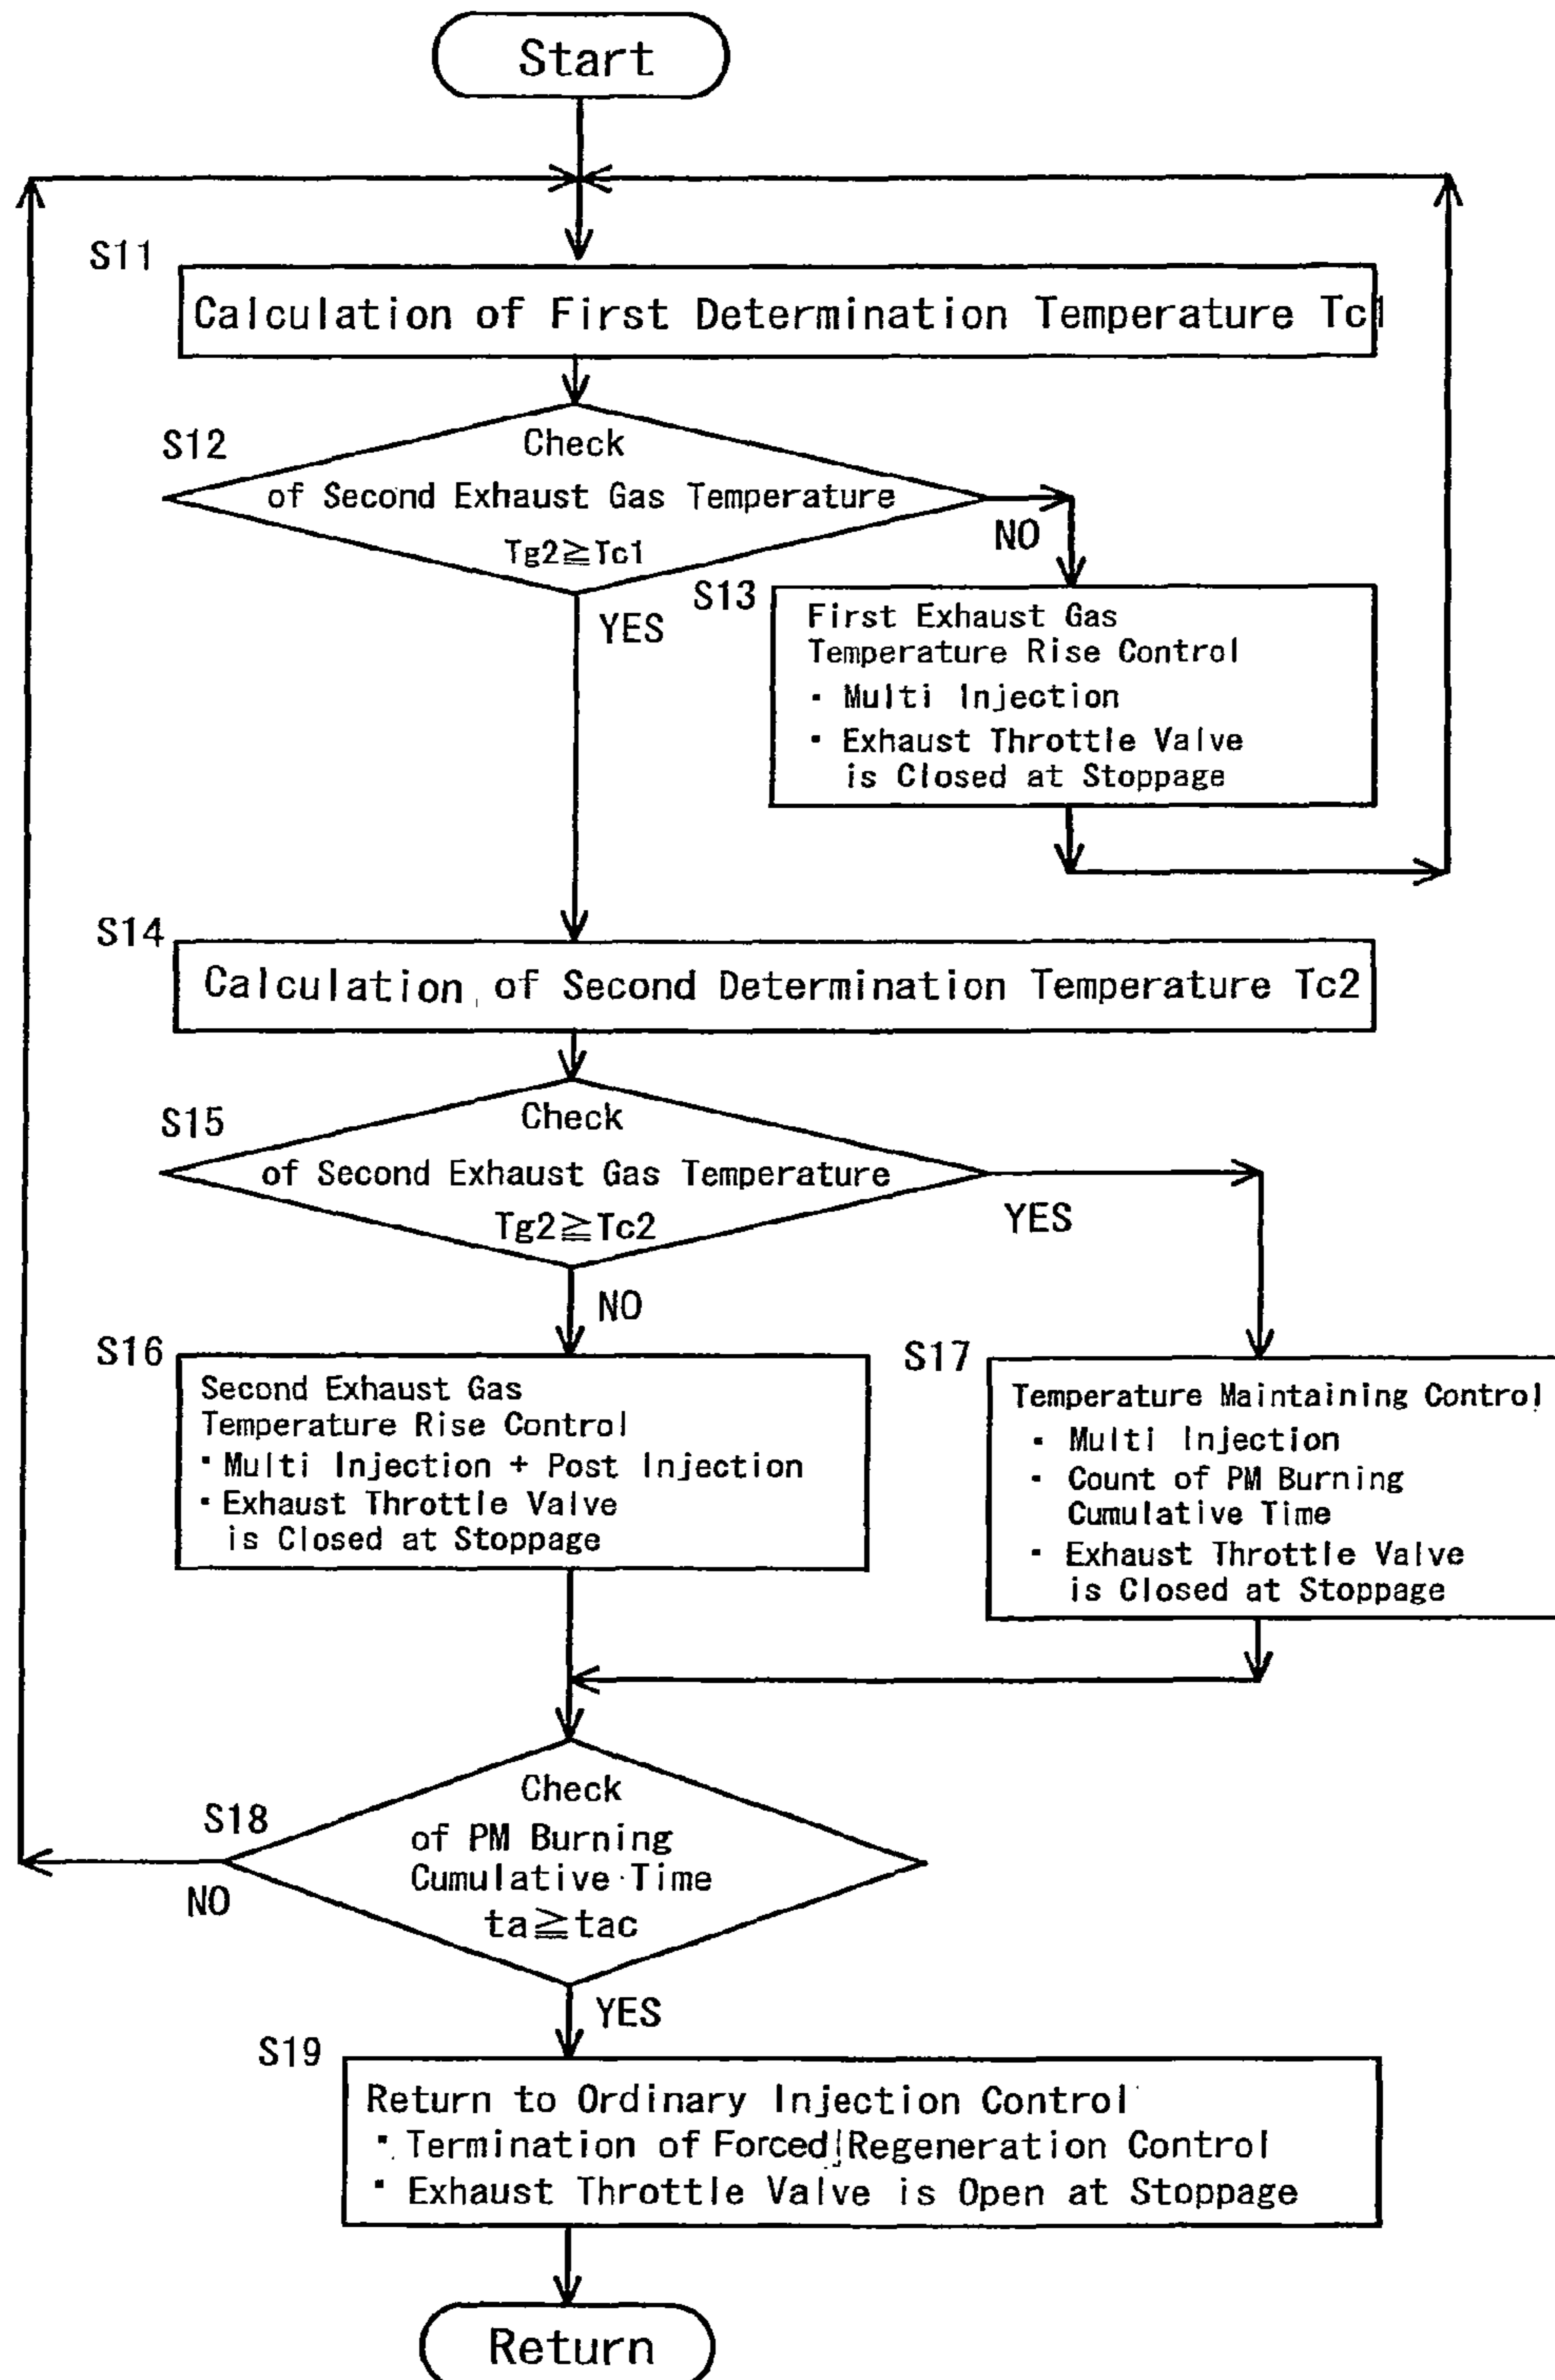 Start
S11
Calculation of First Determination Temperature Tc1
S12
Check
of Second Exhaust Gas Temperature
Tg2≧Tc1
NO
YES
S13
First Exhaust Gas
Temperature Rise Control
・Multi Injection
・Exhaust Throttle Valve
is Closed at Stoppage
S14
Calculation of Second Determination Temperature Tc2
S15
Check
of Second Exhaust Gas Temperature
Tg2≧Tc2
YES
NO
S16
Second Exhaust Gas
Temperature Rise Control
・Multi Injection + Post Injection
・Exhaust Throttle Valve
is Closed at Stoppage
S17
Temperature Maintaining Control
・Multi Injection
・Count of PM Burning
Cumulative Time
・Exhaust Throttle Valve
is Closed at Stoppage
S18
Check
of PM Burning
Cumulative Time
ta≧tac
NO
YES
S19
Return to Ordinary Injection Control
・Termination of Forced Regeneration Control
・Exhaust Throttle Valve is Open at Stoppage
Return